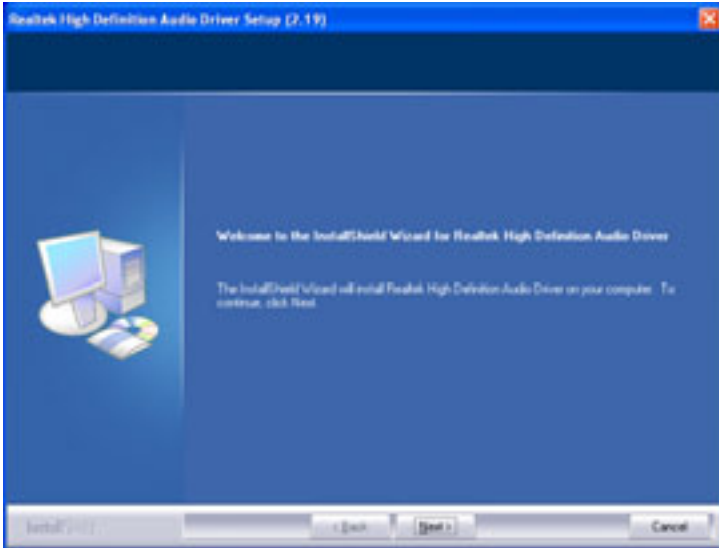 Realtek High Definition Audio Driver Setup (2.19)
Welcome to the InstallShield Wizard for Realtek High Definition Audio Driver
The InstallShield Wizard will install Realtek High Definition Audio Driver on your computer. To
continue, click Next.
InstallShield
< Back Next > Cancel